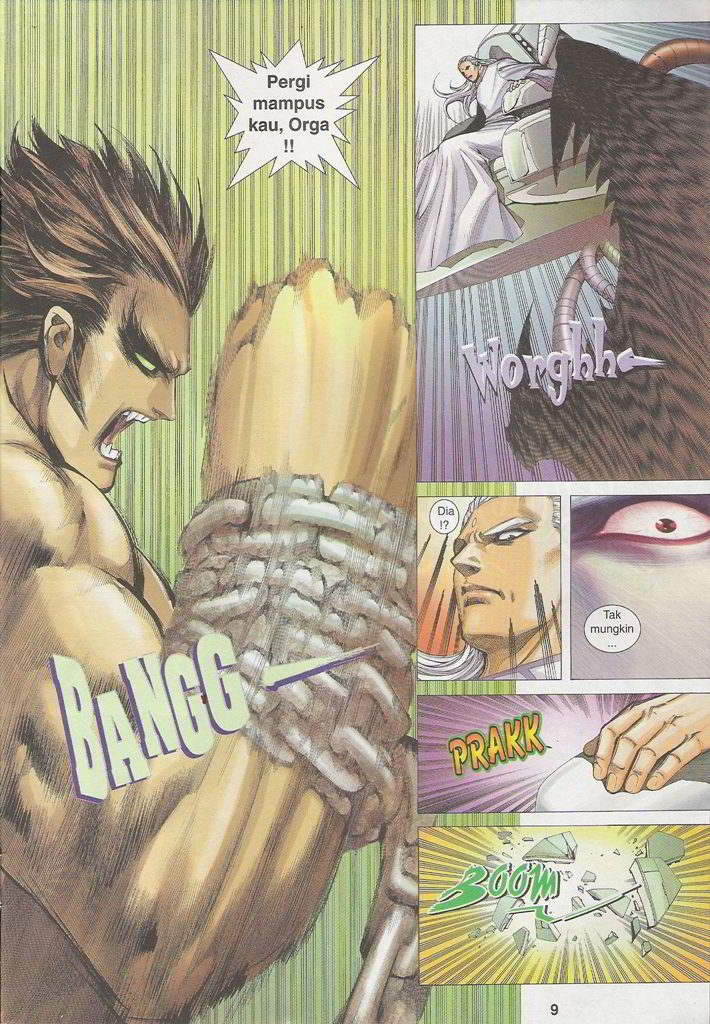 Pergi
mampus
kau, Orga
!!
BANGG
Worghh
Dia
!?
Tak
mungkin
...
PRAKK
BOOM
9